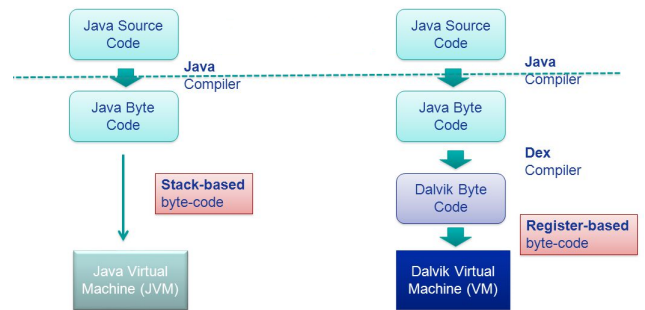 Java Source
Code
Java
Compiler
Java Byte
Code
Stack-based
byte-code
Java Virtual
Machine (JVM)
Java Source
Code
Java
Compiler
Java Byte
Code
Dex
Compiler
Dalvik Byte
Code
Register-based
byte-code
Dalvik Virtual
Machine (VM)